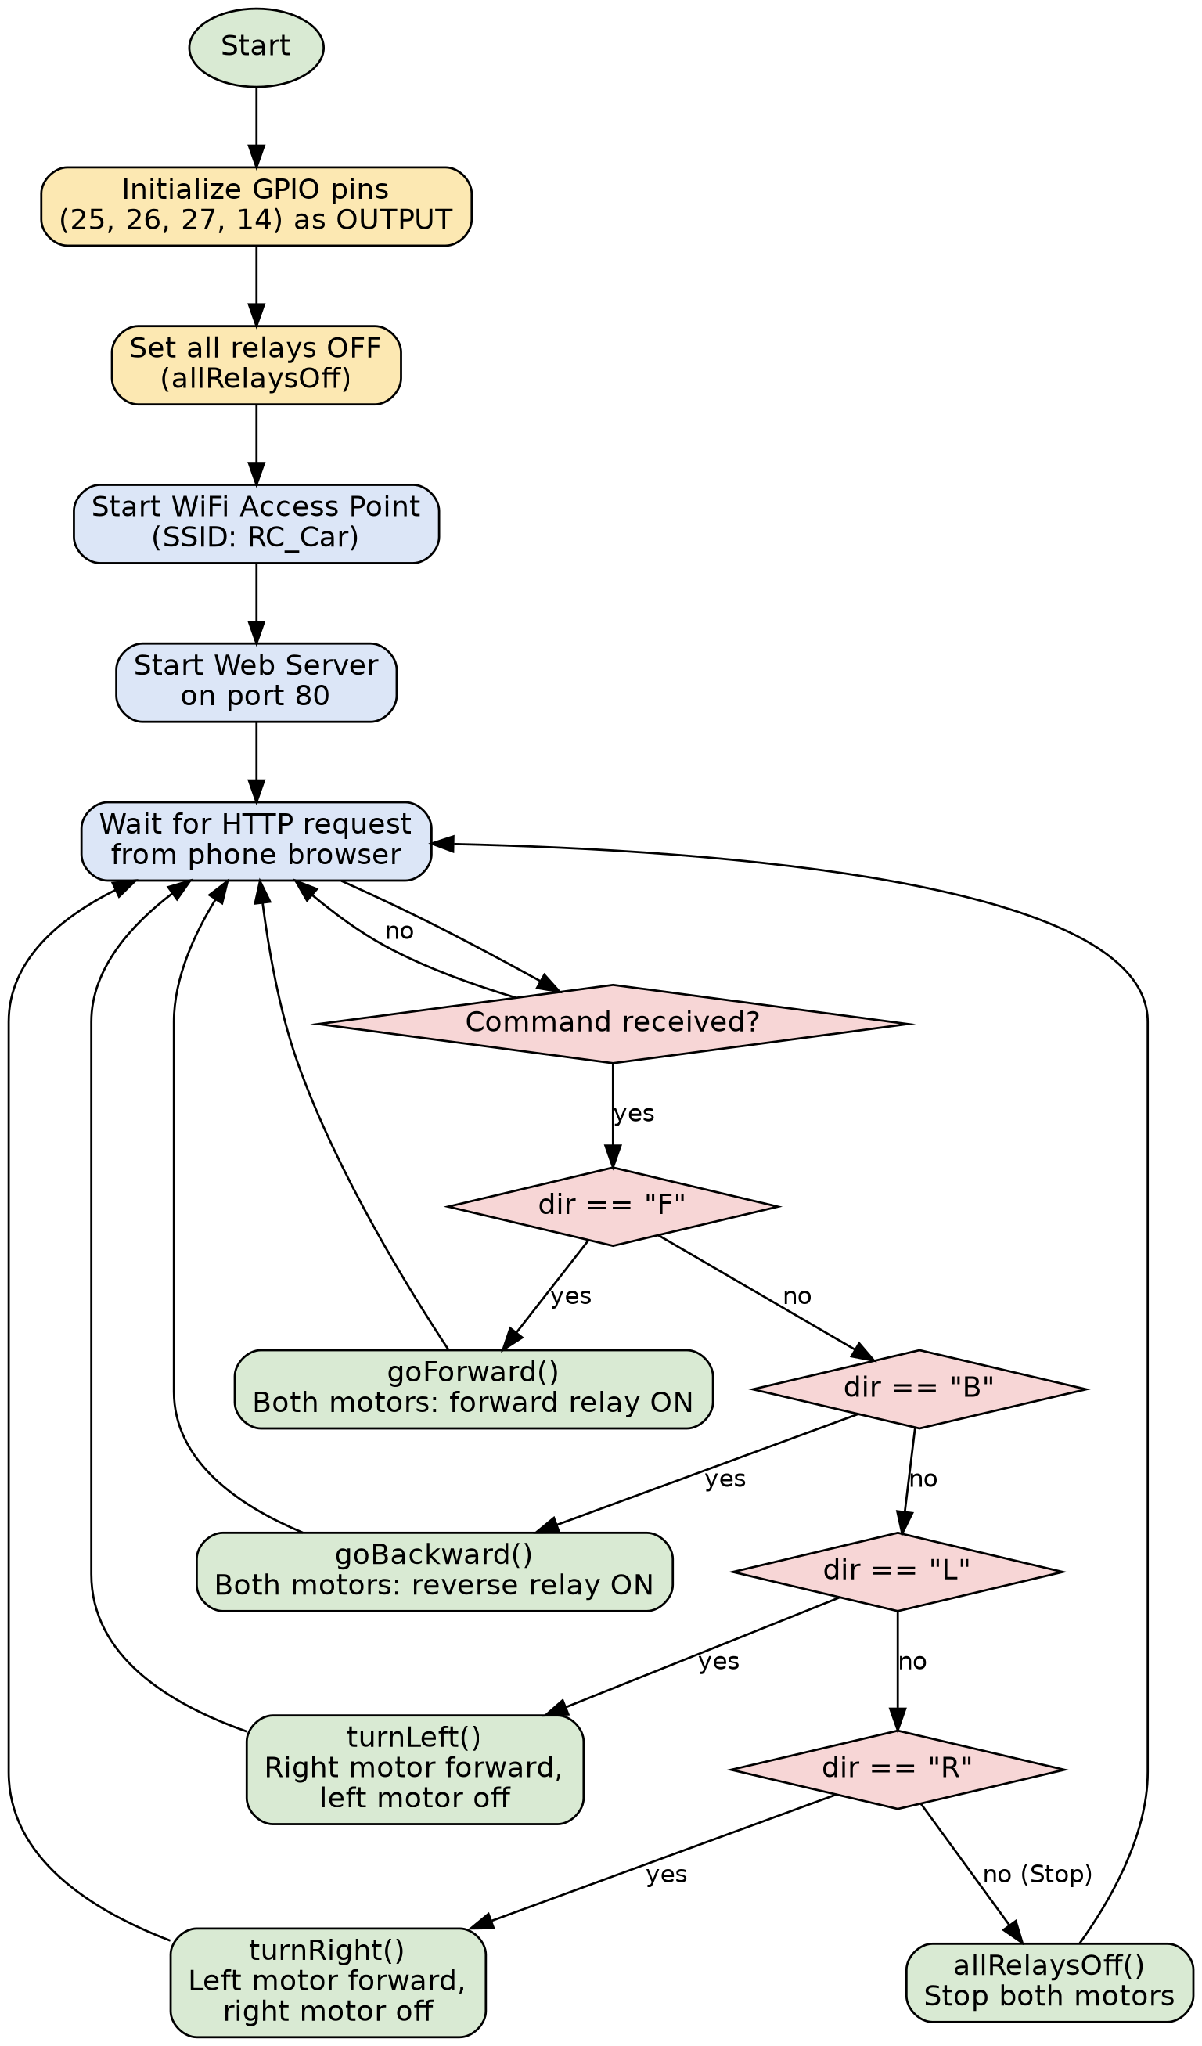 Start
Initialize GPIO pins
(25, 26, 27, 14) as OUTPUT
Set all relays OFF
(allRelaysOff)
Start WiFi Access Point
(SSID: RC_Car)
Start Web Server
on port 80
Wait for HTTP request
from phone browser
no
Command received?
yes
dir == "F"
yes
no
goForward()
Both motors: forward relay ON
dir == "B"
yes
no
goBackward()
Both motors: reverse relay ON
dir == "L"
yes
no
turnLeft()
Right motor forward,
left motor off
dir == "R"
yes
no (Stop)
turnRight()
Left motor forward,
right motor off
allRelaysOff()
Stop both motors